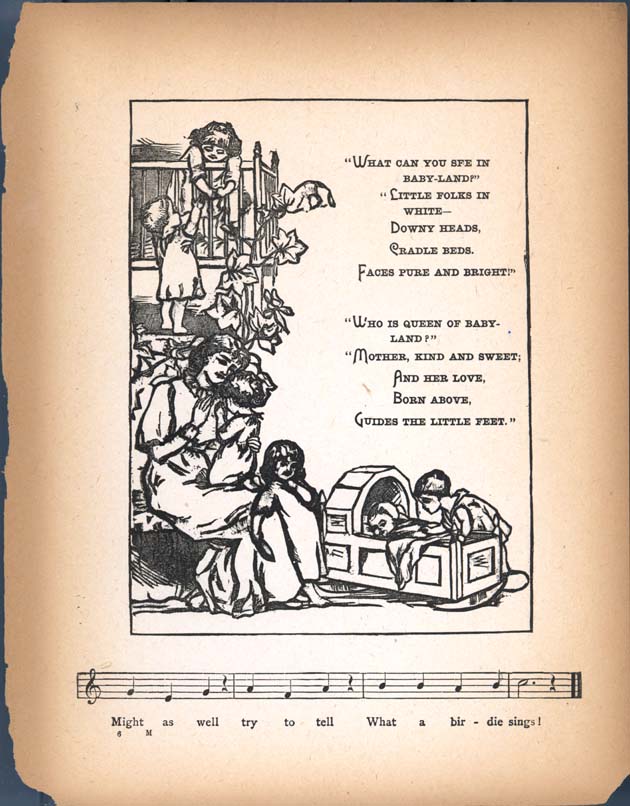 “WHAT CAN YOU SFE IN
BABY-LAND?”
“ LITTLE FOLKS IN
WHITE—
DOWNY HEADS,
CRADLE BEDS.
FACES PURE AND BRIGHT!”
“WHO IS QUEEN OF BABY-
LAND?”
“MOTHER, KIND AND SWEET;
AND HER LOVE,
BORN ABOVE,
GUIDES THE LITTLE FEET.”
Might as well try to tell What a bir - die sings!
6 M